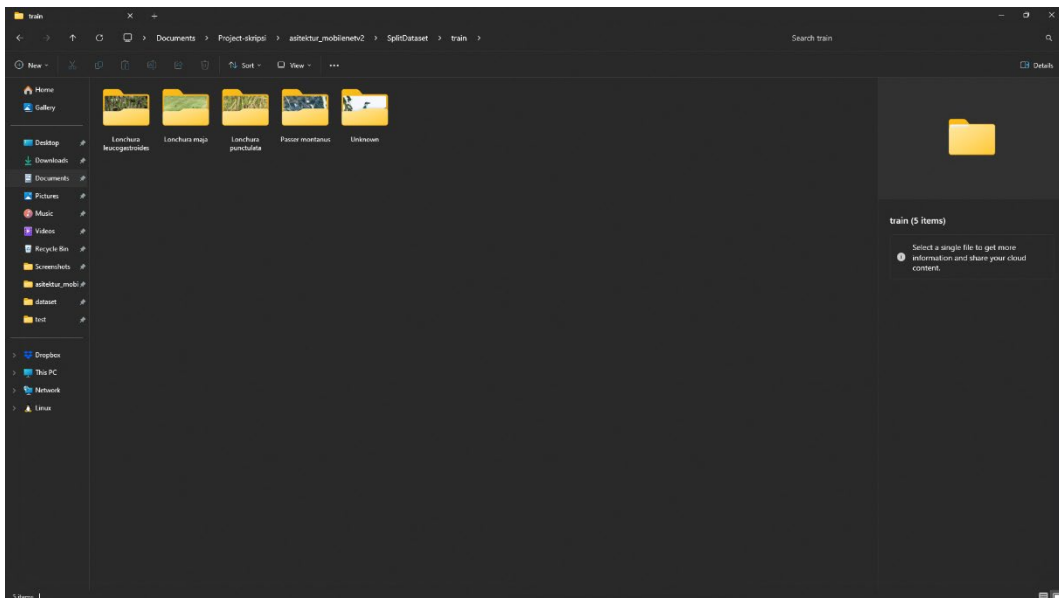 train
Documents > Project-skripsi > asitektur_mobilenetv2 > SplitDataset > train >
Search train
New
Sort
View
Details
Home
Gallery
Desktop
Downloads
Documents
Pictures
Music
Videos
Recycle Bin
Screenshots
asitektur_mobi
dataset
test
Dropbox
This PC
Network
Linux
Lonchura
leucogastroides
Lonchura maja
Lonchura
punctulata
Passer montanus
Unknown
train (5 items)
Select a single file to get more
information and share your cloud
content.
5 items